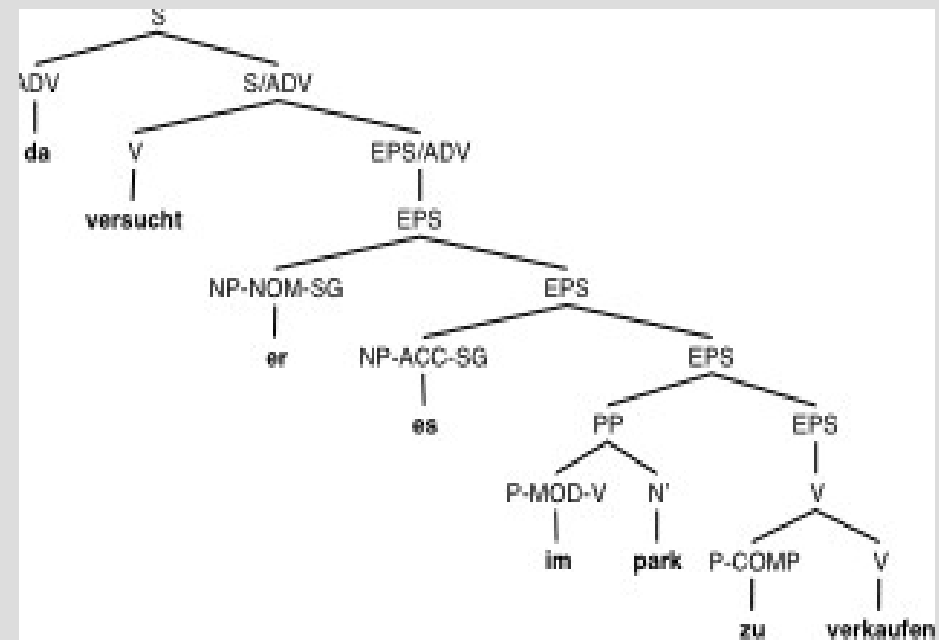 S
ADV S/ADV
da V EPS/ADV
versucht EPS
NP-NOM-SG EPS
er NP-ACC-SG EPS
es PP EPS
P-MOD-V N' V
im park P-COMP V
zu verkaufen